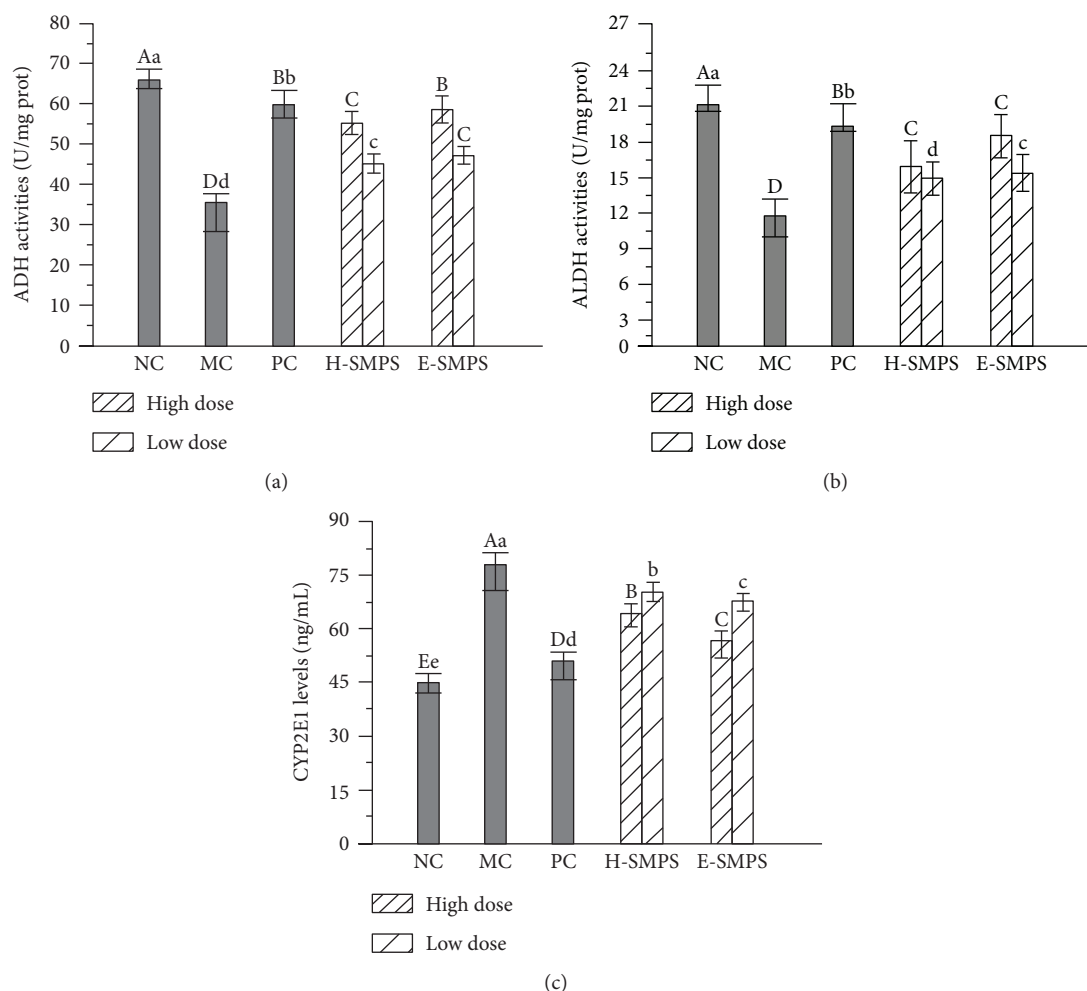 ADH activities (U/mg prot)
80
70
60
50
40
30
20
10
0
Aa
Dd
Bb
C
c
B
C
NC MC PC H-SMPS E-SMPS
High dose
Low dose
(a)
ALDH activities (U/mg prot)
27
24
21
18
15
12
9
6
3
0
Aa
D
Bb
C
d
C
c
NC MC PC H-SMPS E-SMPS
High dose
Low dose
(b)
CYP2E1 levels (ng/mL)
90
75
60
45
30
15
0
Ee
Aa
Dd
B
b
C
c
NC MC PC H-SMPS E-SMPS
High dose
Low dose
(c)